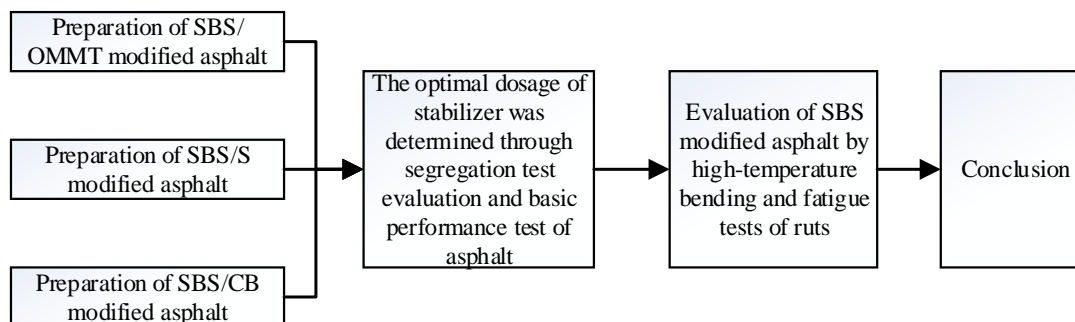 Preparation of SBS/
OMMT modified asphalt
Preparation of SBS/S
modified asphalt
Preparation of SBS/CB
modified asphalt
The optimal dosage of
stabilizer was
determined through
segregation test
evaluation and basic
performance test of
asphalt
Evaluation of SBS
modified asphalt by
high-temperature
bending and fatigue
tests of ruts
Conclusion